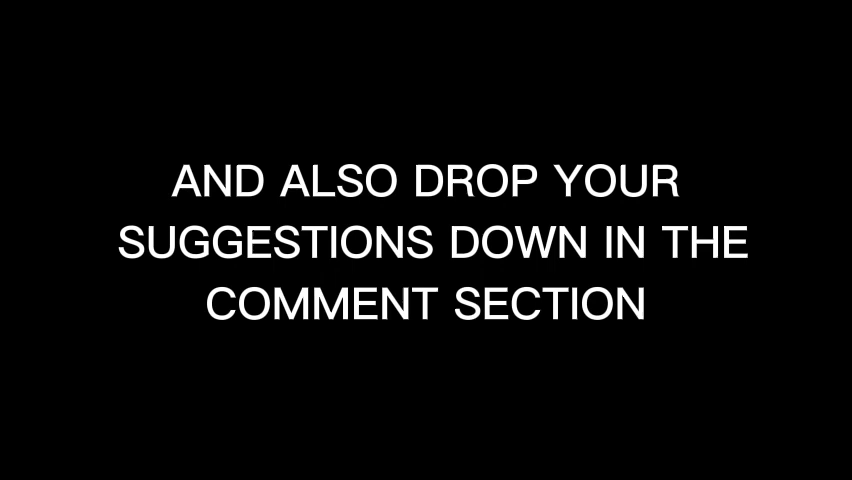 AND ALSO DROP YOUR
SUGGESTIONS DOWN IN THE
COMMENT SECTION